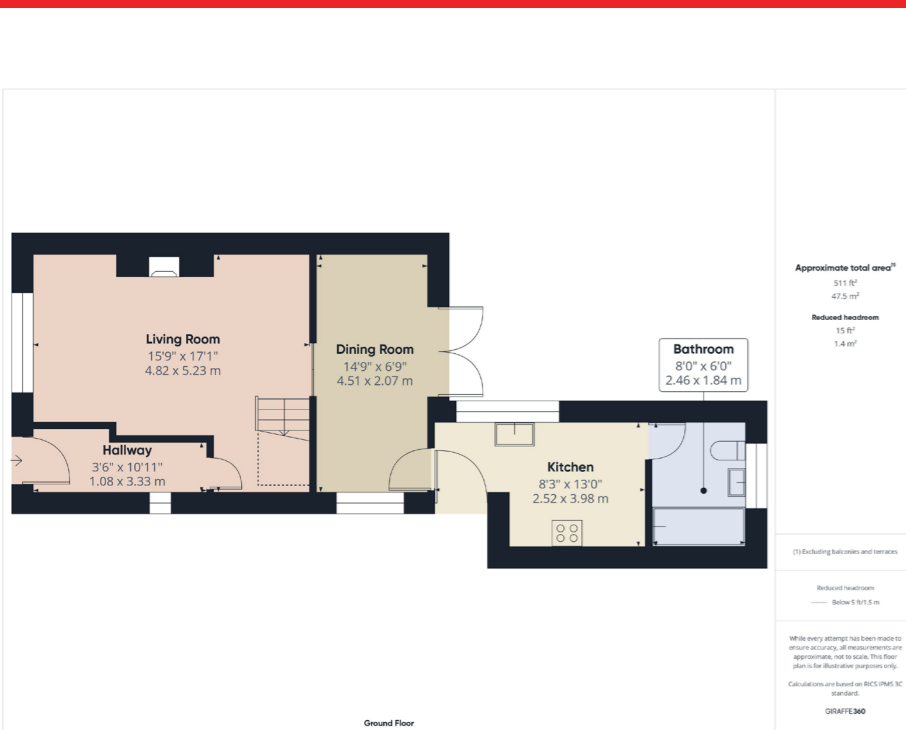 Living Room
15'9" x 17'1"
4.82 x 5.23 m
Dining Room
14'9" x 6'9"
4.51 x 2.07 m
Bathroom
8'0" x 6'0"
2.46 x 1.84 m
Hallway
3'6" x 10'11"
1.08 x 3.33 m
Kitchen
8'3" x 13'0"
2.52 x 3.98 m
Ground Floor
Approximate total area⁽¹⁾
511 ft²
47.5 m²
Reduced headroom
15 ft²
1.4 m²
(1) Excluding balconies and terraces
Reduced headroom
Below 5 ft/1.5 m
While every attempt has been made to
ensure accuracy, all measurements are
approximate, not to scale. This floor
plan is for illustrative purposes only.
Calculations are based on RICS IPMS 3C
standard.
GIRAFFE360